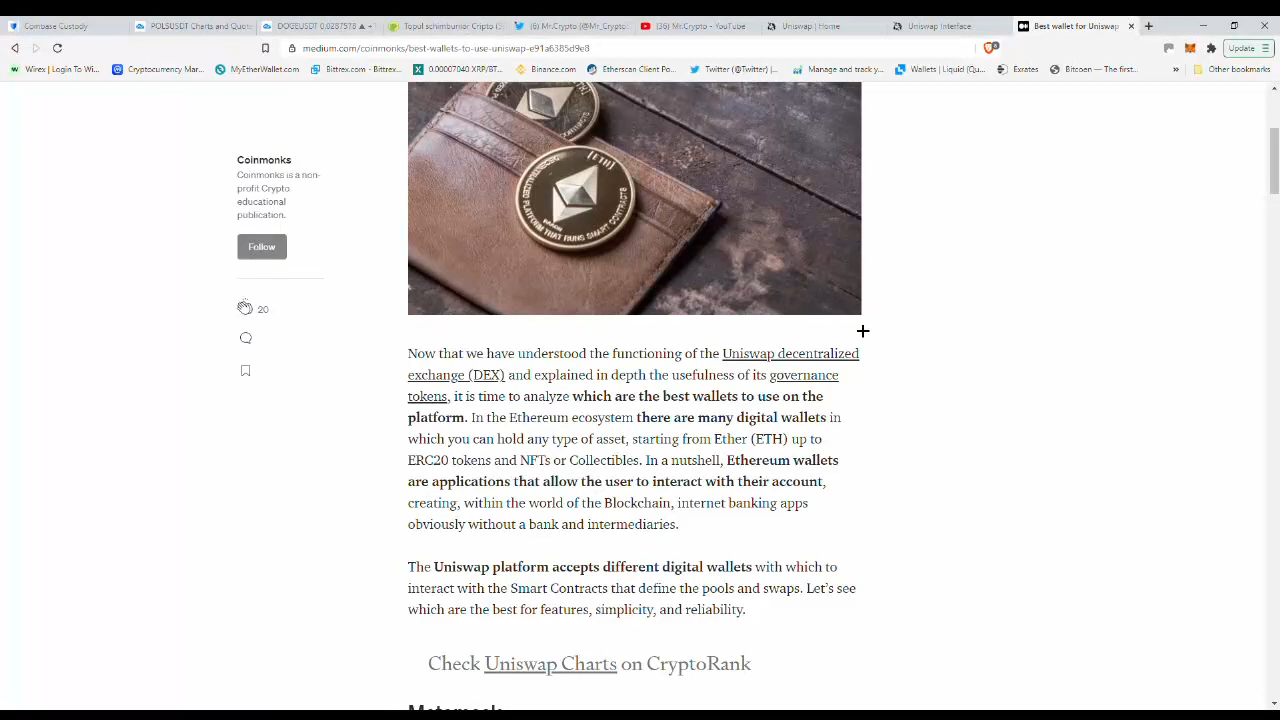 Coinbase Custody
POLSUSDT Charts and Quot
DOGEUSDT 0.0287578 ▲
Topul schimburilor Cripto (S
(6) Mr.Crypto (@Mr_Crypto
(36) Mr.Crypto - YouTube
Uniswap | Home
Uniswap Interface
Best wallet for Uniswap
medium.com/coinmonks/best-wallets-to-use-uniswap-e91a6385d9e8
Update
Wirex | Login To Wi...
Cryptocurrency Mar...
MyEtherWallet.com
Bittrex.com - Bittrex...
0.00007040 XRP/BT...
Binance.com
Etherscan Client Po...
Twitter (@Twitter) |...
Manage and track y...
Wallets | Liquid (Qu...
Exrates
Bitcoen — The first...
»
Other bookmarks
(ETH)
DECENTRALIZED PLATFORM THAT RUNS SMART CONTRACTS
Coinmonks
Coinmonks is a non-
profit Crypto
educational
publication.
Follow
20
Now that we have understood the functioning of the Uniswap decentralized
exchange (DEX) and explained in depth the usefulness of its governance
tokens, it is time to analyze which are the best wallets to use on the
platform. In the Ethereum ecosystem there are many digital wallets in
which you can hold any type of asset, starting from Ether (ETH) up to
ERC20 tokens and NFTs or Collectibles. In a nutshell, Ethereum wallets
are applications that allow the user to interact with their account,
creating, within the world of the Blockchain, internet banking apps
obviously without a bank and intermediaries.
The Uniswap platform accepts different digital wallets with which to
interact with the Smart Contracts that define the pools and swaps. Let's see
which are the best for features, simplicity, and reliability.
Check Uniswap Charts on CryptoRank
Metamask